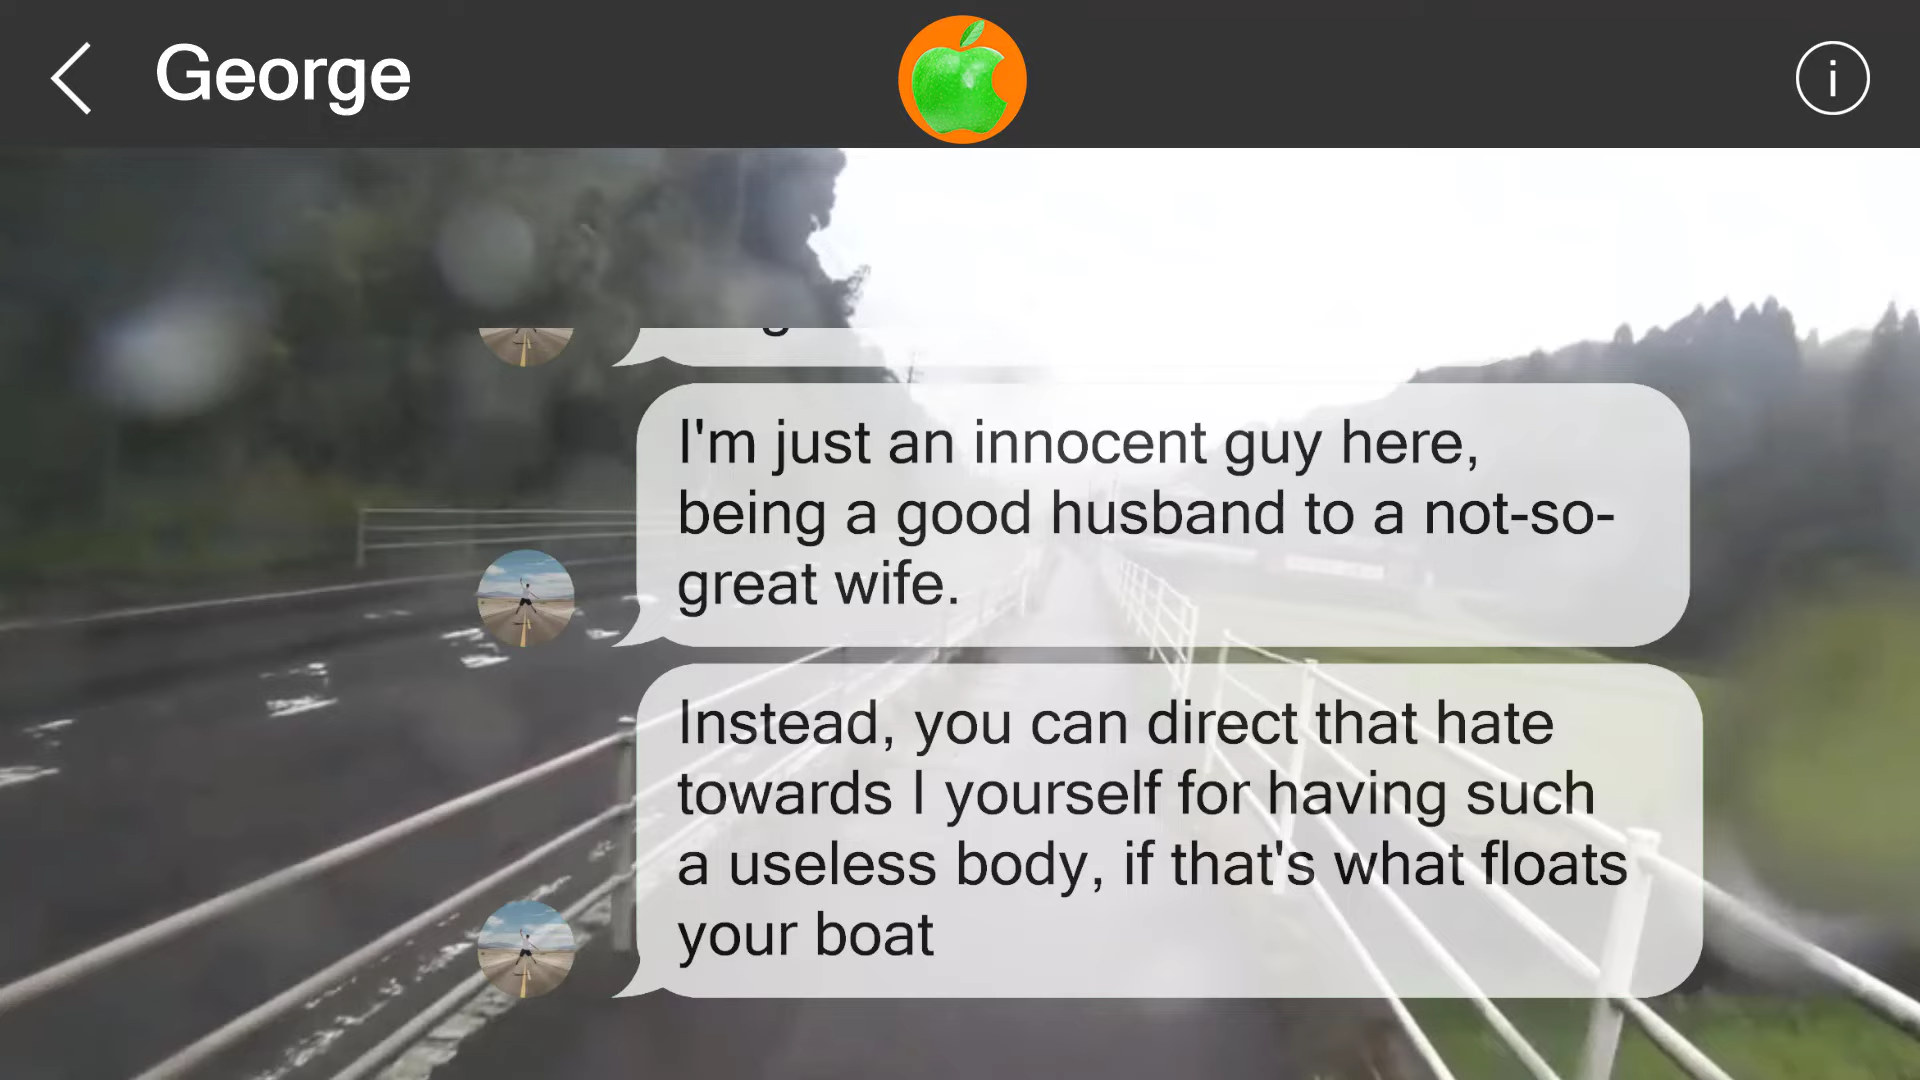 George
i
I'm just an innocent guy here,
being a good husband to a not-so-
great wife.
Instead, you can direct that hate
towards I yourself for having such
a useless body, if that's what floats
your boat